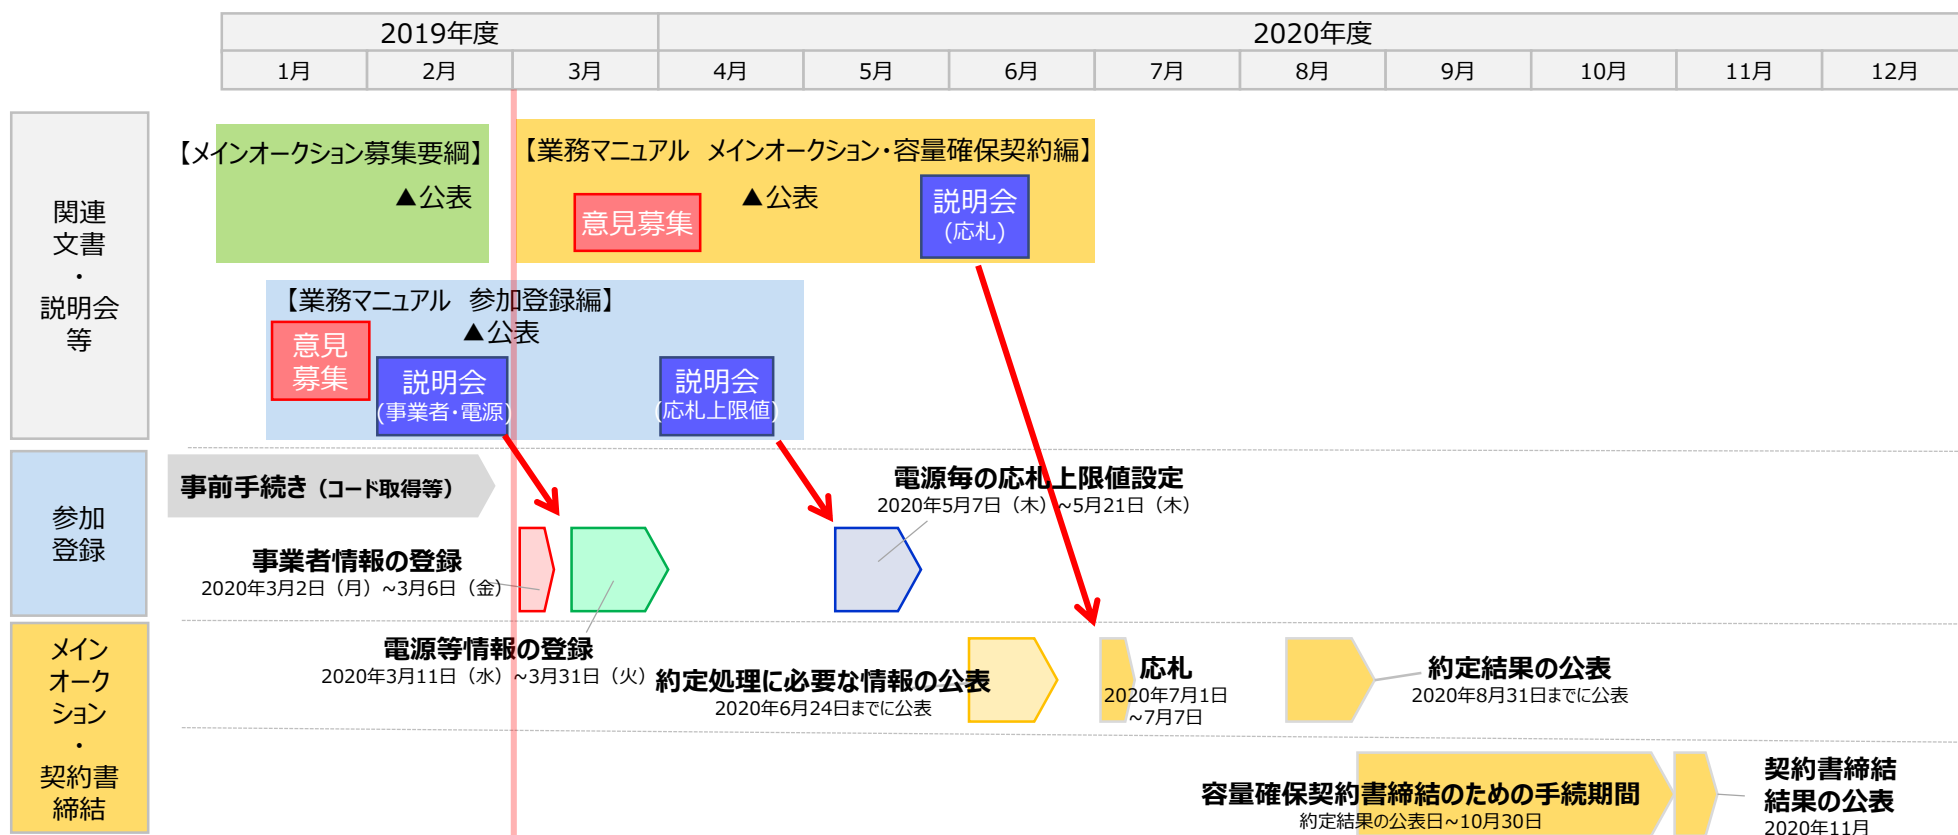 2019年度
2020年度
1月
2月
3月
4月
5月
6月
7月
8月
9月
10月
11月
12月
関連
文書
・
説明会
等
【メインオークション募集要綱】
▲公表
【業務マニュアル メインオークション・容量確保契約編】
意見募集
▲公表
説明会
(応札)
【業務マニュアル 参加登録編】
▲公表
意見
募集
説明会
(事業者・電源)
説明会
(応札上限値)
参加
登録
事前手続き（コード取得等）
電源毎の応札上限値設定
2020年5月7日（木）~5月21日（木）
事業者情報の登録
2020年3月2日（月）~3月6日（金）
電源等情報の登録
2020年3月11日（水）~3月31日（火）
メイン
オーク
ション
・
契約書
締結
約定処理に必要な情報の公表
2020年6月24日までに公表
応札
2020年7月1日
~7月7日
約定結果の公表
2020年8月31日までに公表
容量確保契約書締結のための手続期間
約定結果の公表日~10月30日
契約書締結
結果の公表
2020年11月